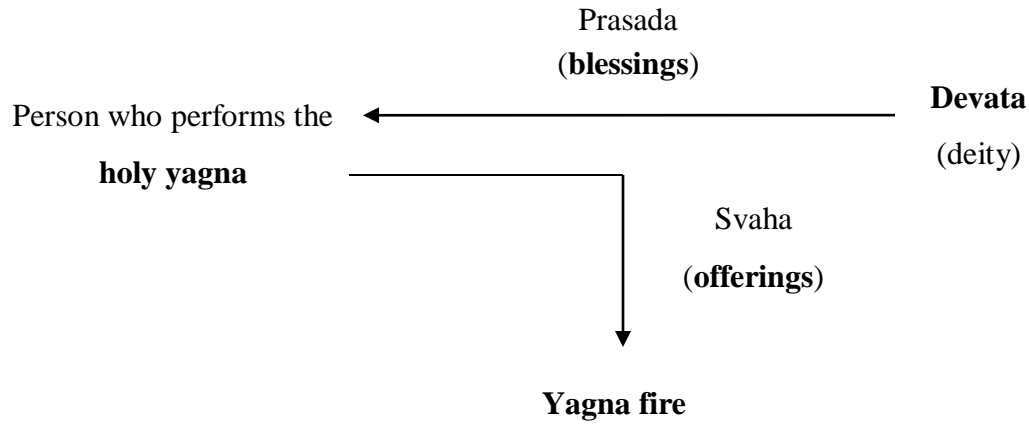 Prasada
(blessings)
Devata
(deity)
Person who performs the
holy yagna
Svaha
(offerings)
Yagna fire